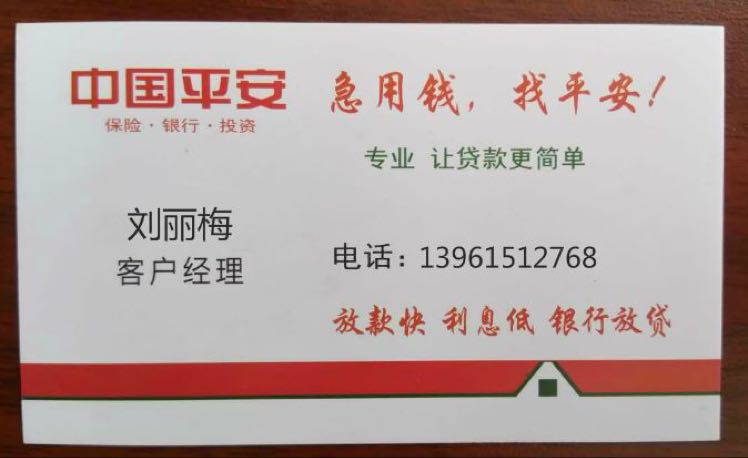 中国平安
保险·银行·投资
急用钱，找平安！
专业 让贷款更简单
刘丽梅
客户经理
电话：13961512768
放款快 利息低 银行放贷